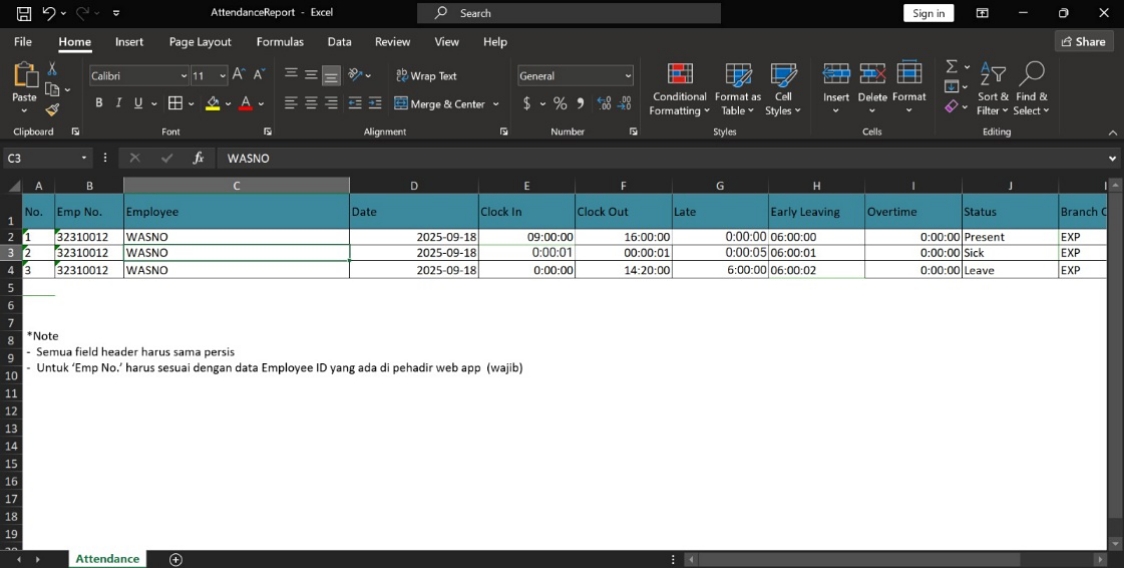 AttendanceReport - Excel
Search
Sign in
File Home Insert Page Layout Formulas Data Review View Help
Share
Paste
Calibri 11 A A
Wrap Text
General
Conditional Formatting
Format as Table
Cell Styles
Insert Delete Format
Sort & Filter
Find & Select
B I U A
Merge & Center
$ % 9
Clipboard Font Alignment Number Styles Cells Editing
C3 fx WASNO
A B C D E F G H I J
1 No. Emp No. Employee Date Clock In Clock Out Late Early Leaving Overtime Status Branch
2 1 32310012 WASNO 2025-09-18 09:00:00 16:00:00 0:00:00 06:00:00 0:00:00 Present EXP
3 2 32310012 WASNO 2025-09-18 0:00:01 00:00:01 0:00:05 06:00:01 0:00:00 Sick EXP
4 3 32310012 WASNO 2025-09-18 0:00:00 14:20:00 6:00:00 06:00:02 0:00:00 Leave EXP
5
6
7
8 *Note
9 - Semua field header harus sama persis
10 - Untuk ‘Emp No.’ harus sesuai dengan data Employee ID yang ada di pehadir web app (wajib)
11
12
13
14
15
16
17
18
19
Attendance